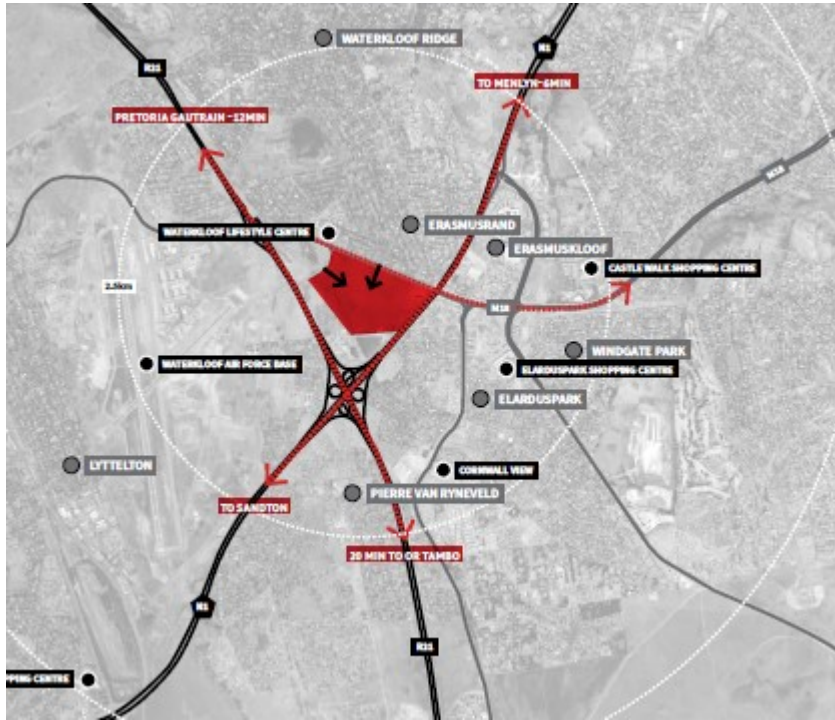 WATERKLOOF RIDGE
N1
R21
TO MENLYN-6MIN
PRETORIA GAUTRAIN -12MIN
M18
WATERKLOOF LIFESTYLE CENTRE
ERASMUSRAND
ERASMUSKLOOF
CASTLE WALK SHOPPING CENTRE
2.5km
M18
WINDGATE PARK
WATERKLOOF AIR FORCE BASE
ELARDUSPARK SHOPPING CENTRE
ELARDUSPARK
LYTTELTON
CORNWALL VIEW
PIERRE VAN RYNEVELD
TO SANDTON
20 MIN TO OR TAMBO
N1
R21
PPING CENTRE